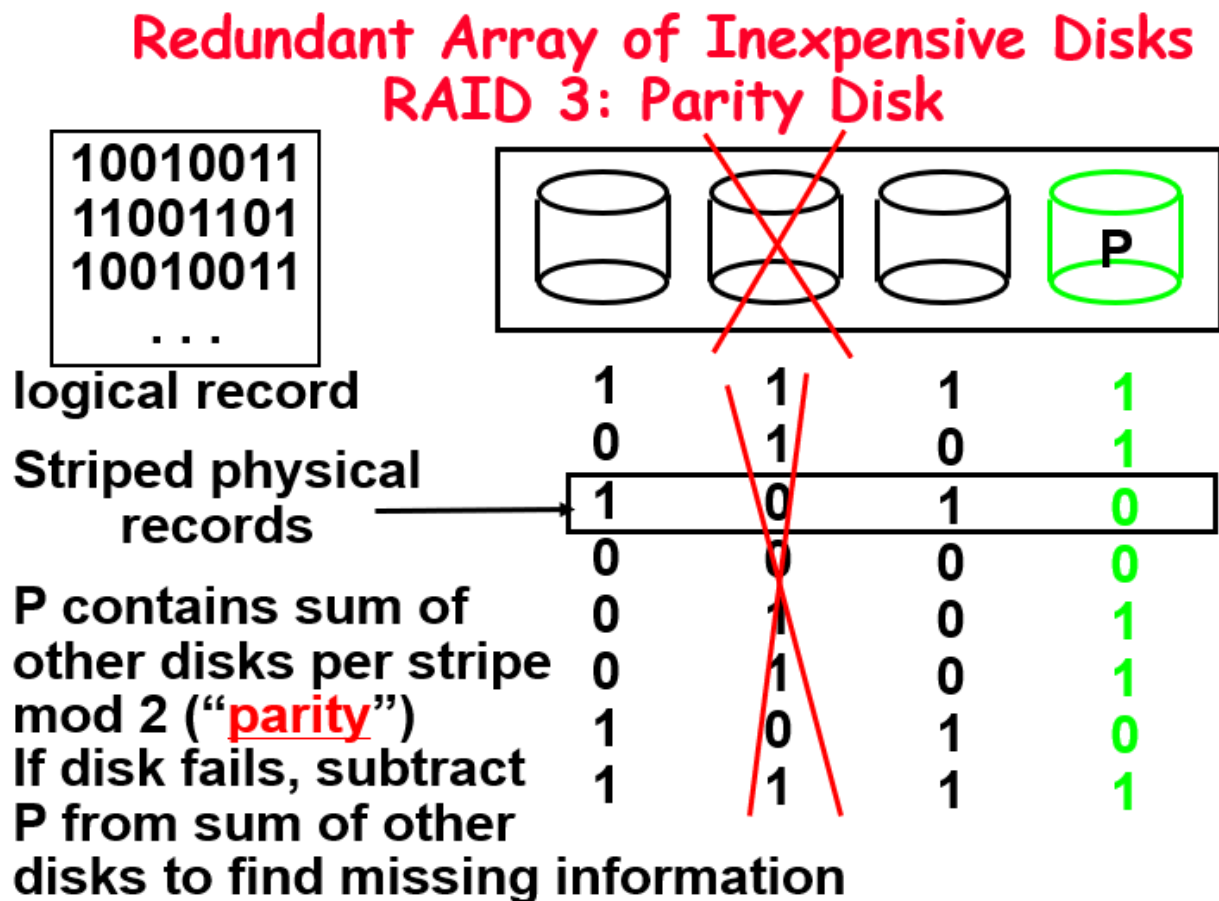 Redundant Array of Inexpensive Disks
RAID 3: Parity Disk
10010011
11001101
10010011
. . .
P
logical record
Striped physical
records
P contains sum of
other disks per stripe
mod 2 (“parity”)
If disk fails, subtract
P from sum of other
disks to find missing information
1 1 1 1
0 1 0 1
1 0 1 0
0 0 0 0
0 1 0 1
0 1 0 1
1 0 1 0
1 1 1 1